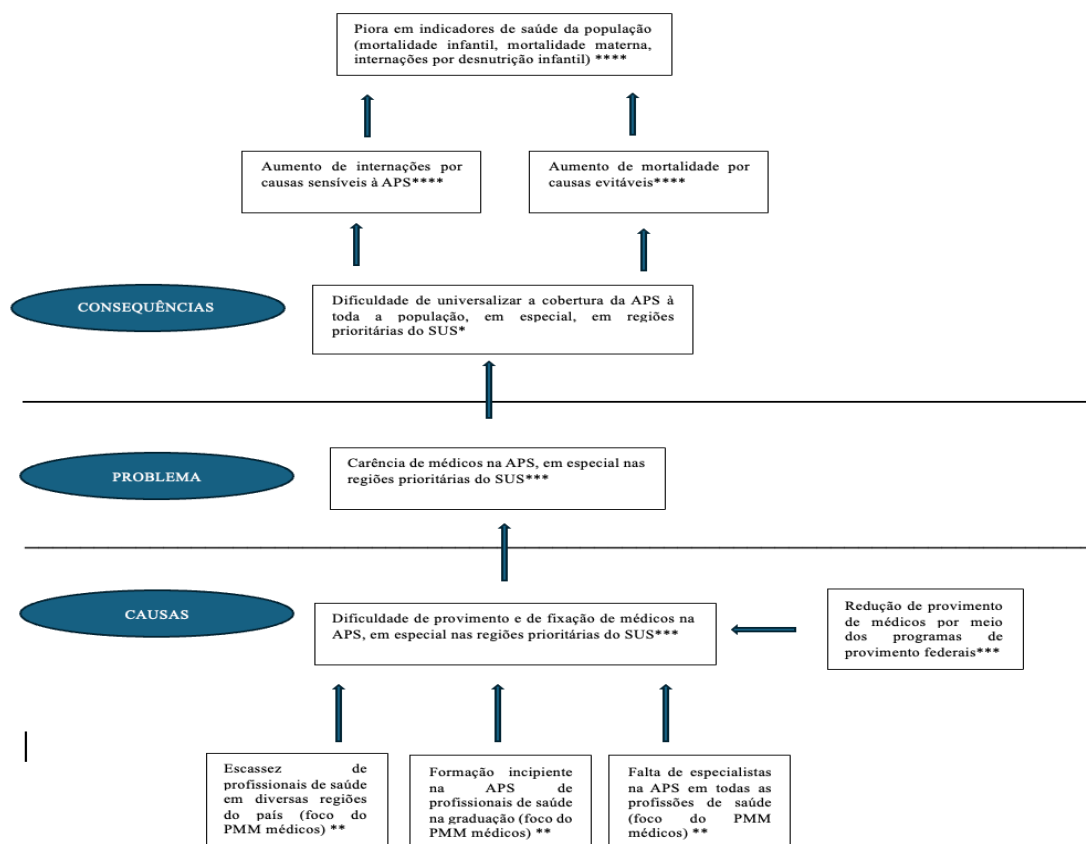 Piora em indicadores de saúde da população
(mortalidade infantil, mortalidade materna,
internações por desnutrição infantil) ****
Aumento de internações por
causas sensíveis à APS****
Aumento de mortalidade por
causas evitáveis****
CONSEQUÊNCIAS
Dificuldade de universalizar a cobertura da APS à
toda a população, em especial, em regiões
prioritárias do SUS*
PROBLEMA
Carência de médicos na APS, em especial nas
regiões prioritárias do SUS***
CAUSAS
Dificuldade de provimento e de fixação de médicos na
APS, em especial nas regiões prioritárias do SUS***
Redução de provimento
de médicos por meio
dos programas de
provimento federais***
Escassez de
profissionais de saúde
em diversas regiões
do país (foco do
PMM médicos) **
Formação incipiente
na APS de
profissionais de saúde
na graduação (foco do
PMM médicos) **
Falta de especialistas
na APS em todas as
profissões de saúde
(foco do PMM
médicos) **